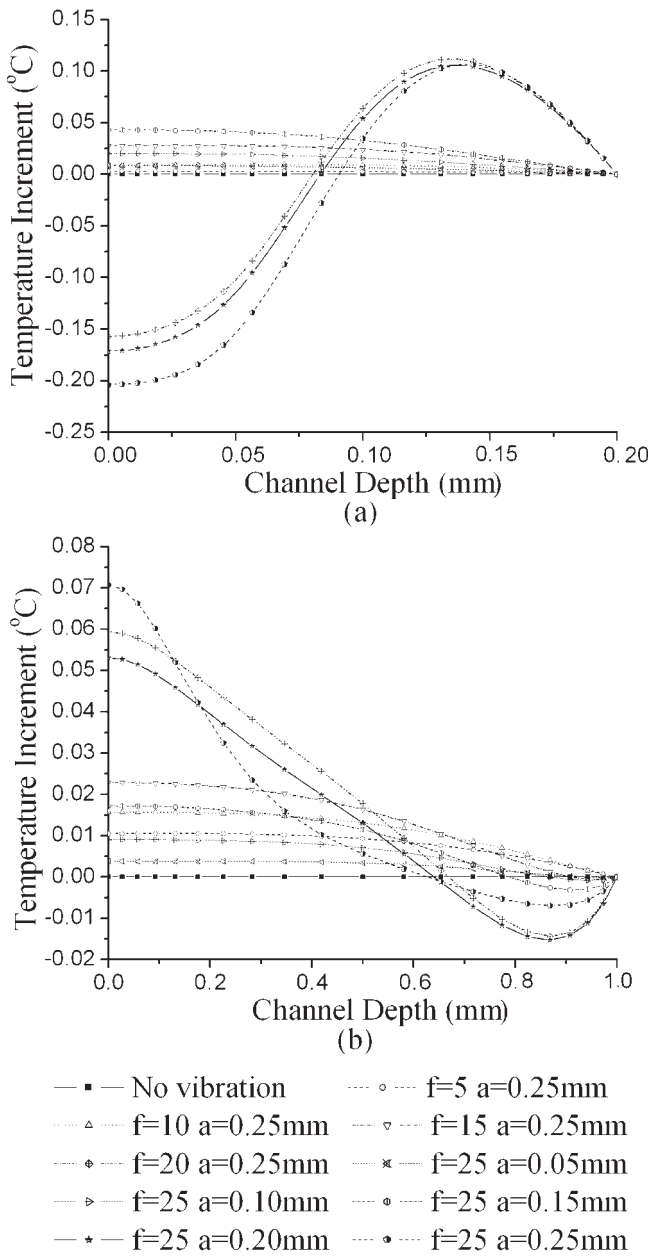 0.15
0.10
0.05
0.00
-0.05
-0.10
-0.15
-0.20
-0.25
Temperature Increment (°C)
0.00 0.05 0.10 0.15 0.20
Channel Depth (mm)
(a)
0.08
0.07
0.06
0.05
0.04
0.03
0.02
0.01
0.00
-0.01
-0.02
Temperature Increment (°C)
0.0 0.2 0.4 0.6 0.8 1.0
Channel Depth (mm)
(b)
No vibration f=5 a=0.25mm
f=10 a=0.25mm f=15 a=0.25mm
f=20 a=0.25mm f=25 a=0.05mm
f=25 a=0.10mm f=25 a=0.15mm
f=25 a=0.20mm f=25 a=0.25mm